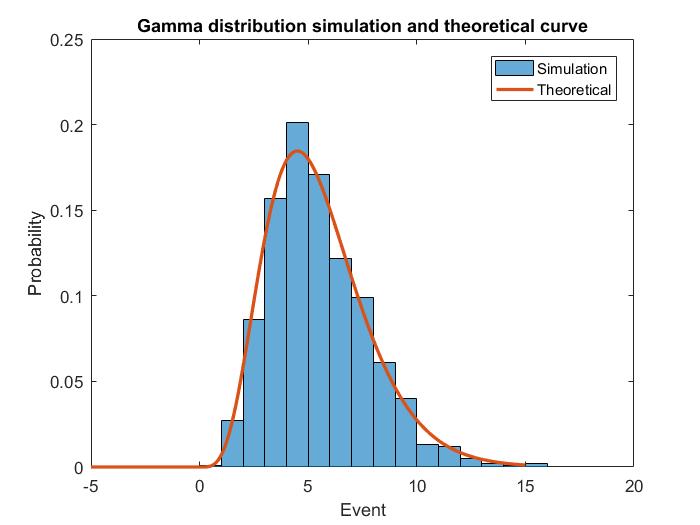 Gamma distribution simulation and theoretical curve
0.25
0.2
0.15
0.1
0.05
0
Probability
Simulation
Theoretical
-5 0 5 10 15 20
Event